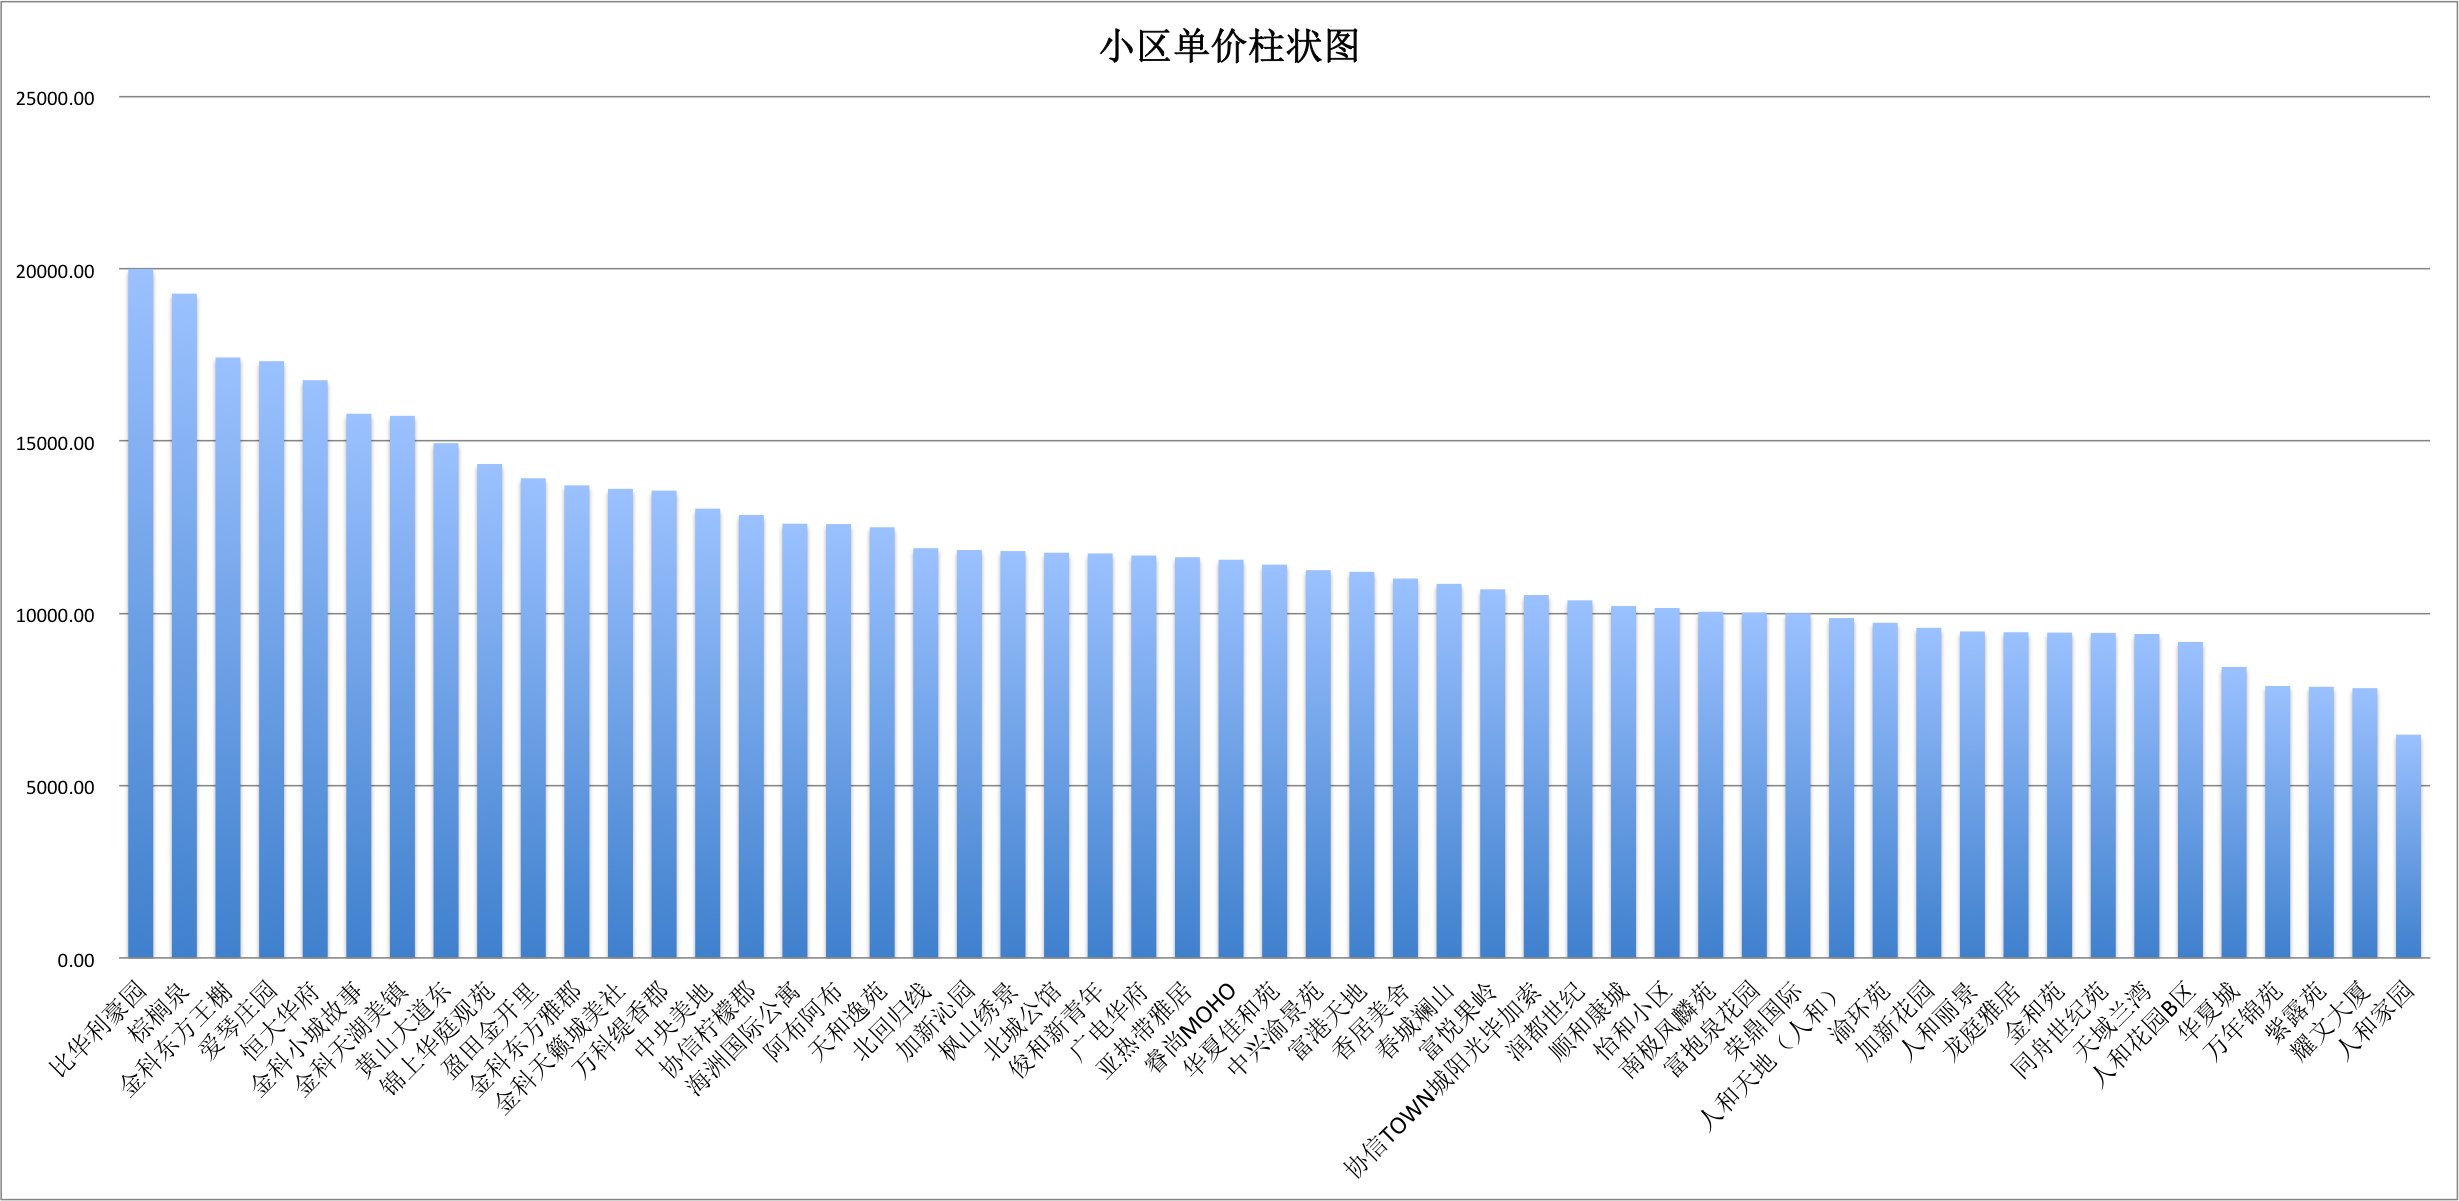 小区单价柱状图
25000.00
20000.00
15000.00
10000.00
5000.00
0.00
比华利豪园
棕榈泉
金科东方王榭
爱琴庄园
恒大华府
金科小城故事
金科天湖美镇
黄山大道东
锦上华庭观苑
盈田金开里
金科东方雅郡
金科天籁城美社
万科缇香郡
中央美地
协信柠檬郡
海洲国际公寓
阿布阿布
天和逸苑
北回归线
加新沁园
枫山绣景
北城公馆
俊和新青年
广电华府
亚热带雅居
睿尚MOHO
华夏佳和苑
中兴渝景苑
富港天地
香居美舍
春城斓山
富悦果岭
协信TOWN城阳光毕加索
润都世纪
顺和康城
怡和小区
南极凤麟苑
富抱泉花园
荣鼎国际
人和天地（人和）
渝环苑
加新花园
人和丽景
龙庭雅居
金和苑
同舟世纪苑
天域兰湾
人和花园B区
华夏城
万年锦苑
紫露苑
耀文大厦
人和家园